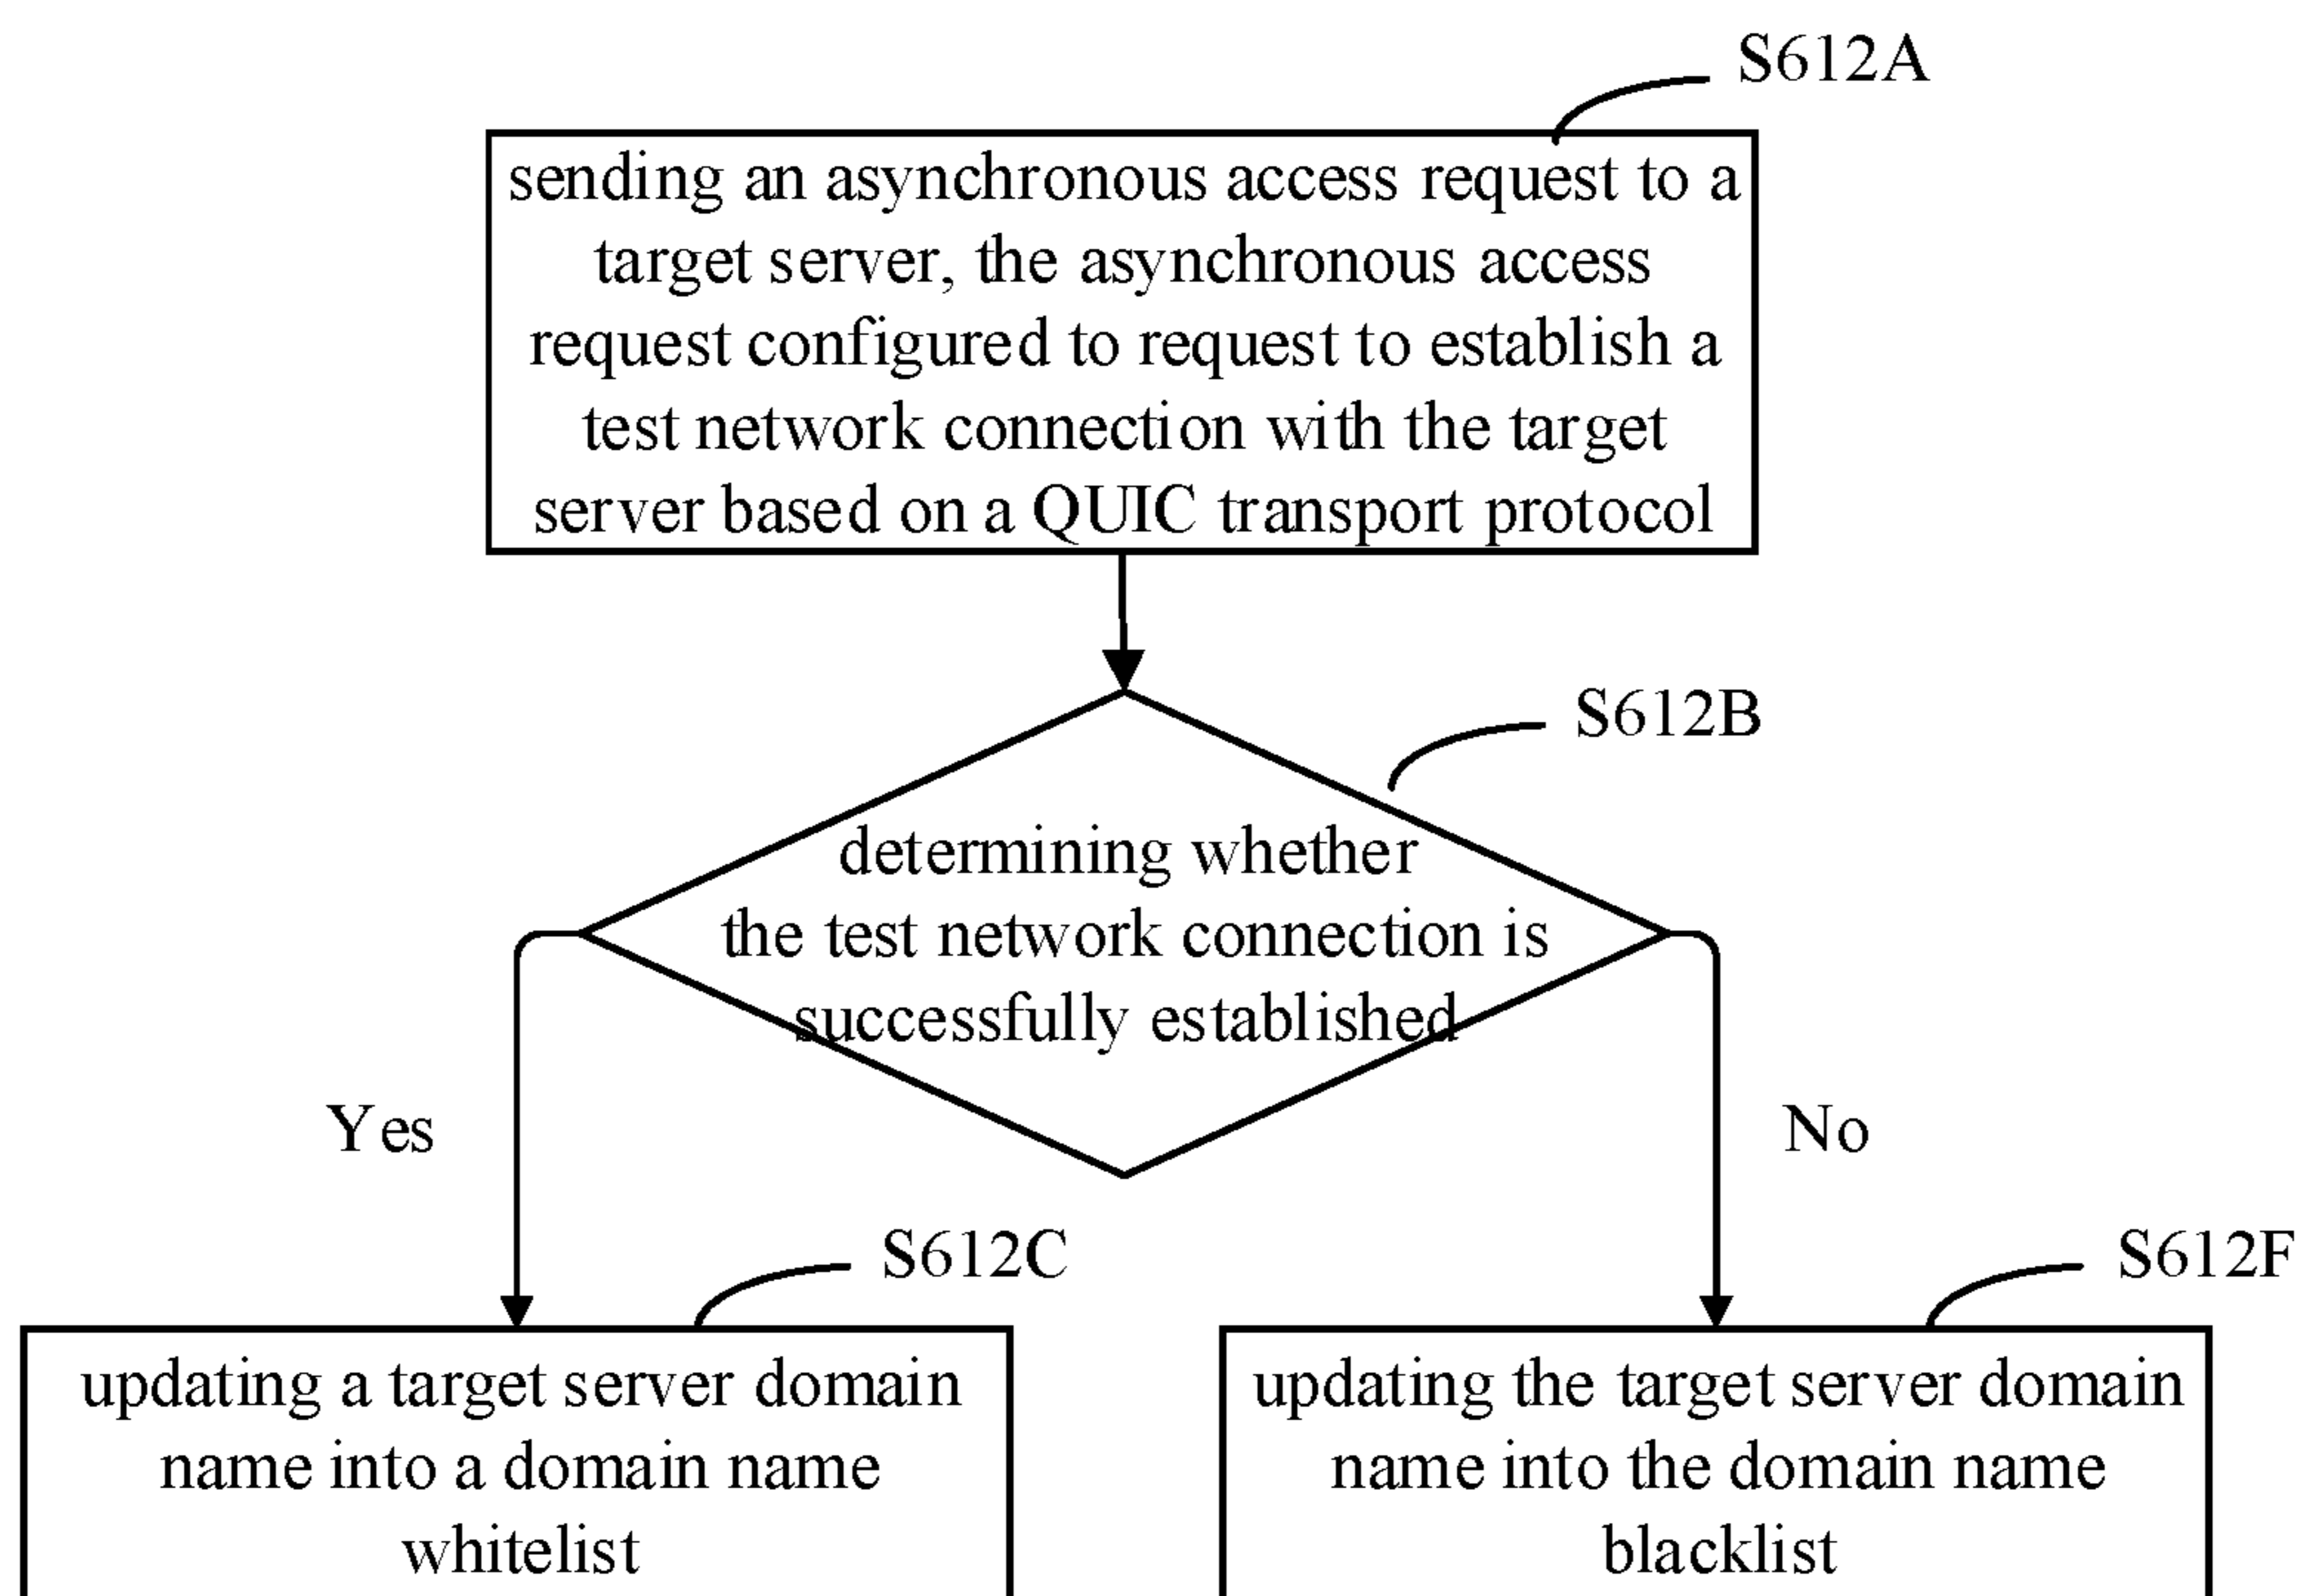 S612A
sending an asynchronous access request to a
target server, the asynchronous access
request configured to request to establish a
test network connection with the target
server based on a QUIC transport protocol
S612B
determining whether
the test network connection is
successfully established
Yes
No
S612C
updating a target server domain
name into a domain name
whitelist
S612F
updating the target server domain
name into the domain name
blacklist